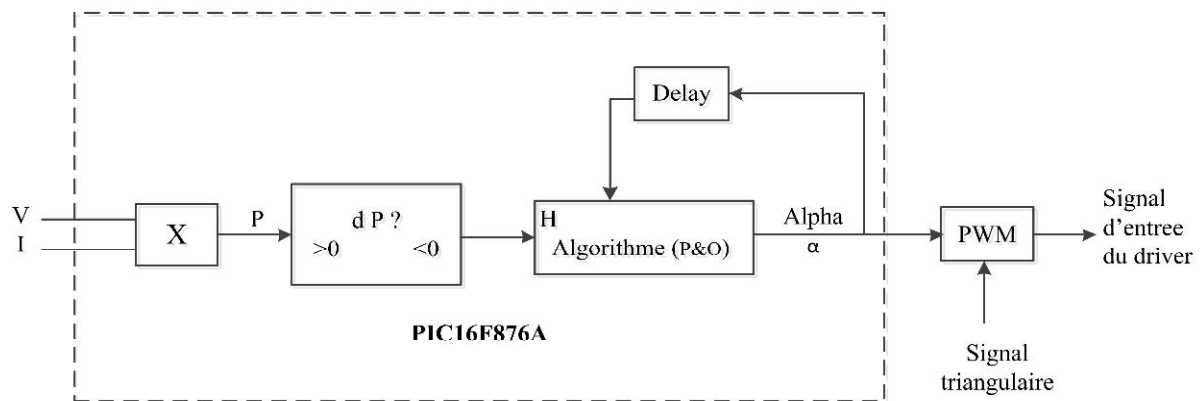 Delay
V
I
X
P
d P ?
>0 <0
H
Algorithme (P&O)
Alpha
α
PWM
Signal
d’entree
du driver
PIC16F876A
Signal
triangulaire